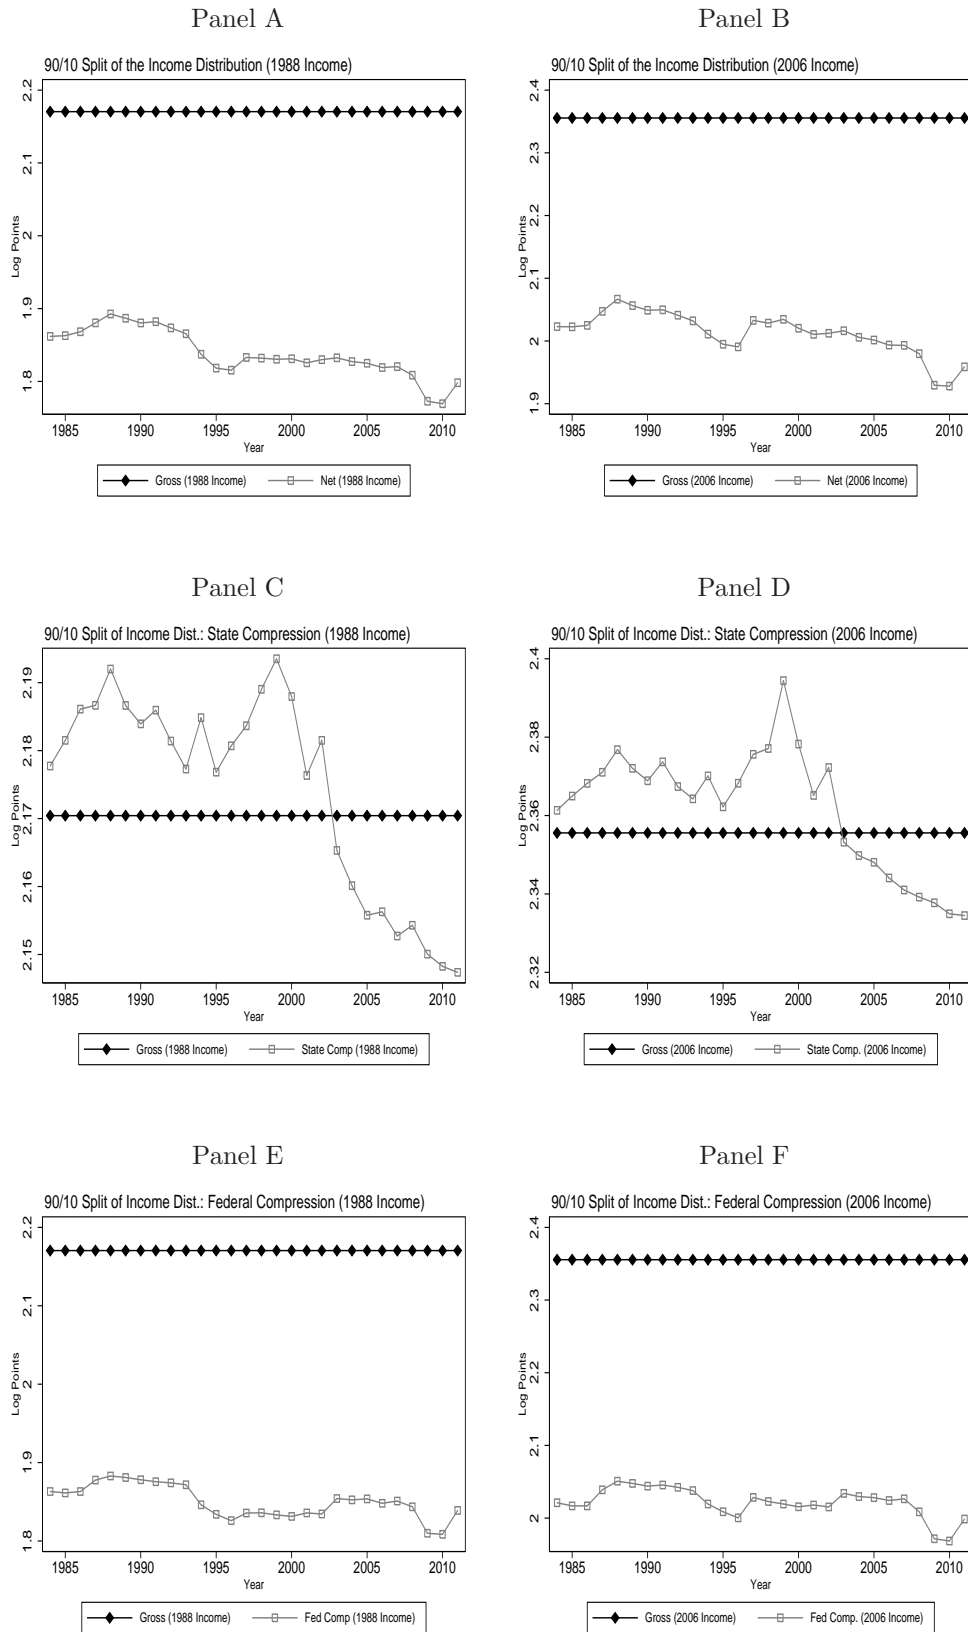 Panel A
90/10 Split of the Income Distribution (1988 Income)
Log Points
2.2
2.1
2
1.9
1.8
1985 1990 1995 2000 2005 2010
Year
Gross (1988 Income) Net (1988 Income)
Panel B
90/10 Split of the Income Distribution (2006 Income)
Log Points
2.4
2.3
2.2
2.1
2
1.9
1985 1990 1995 2000 2005 2010
Year
Gross (2006 Income) Net (2006 Income)
Panel C
90/10 Split of Income Dist.: State Compression (1988 Income)
Log Points
2.19
2.18
2.17
2.16
2.15
1985 1990 1995 2000 2005 2010
Year
Gross (1988 Income) State Comp (1988 Income)
Panel D
90/10 Split of Income Dist.: State Compression (2006 Income)
Log Points
2.4
2.38
2.36
2.34
2.32
1985 1990 1995 2000 2005 2010
Year
Gross (2006 Income) State Comp. (2006 Income)
Panel E
90/10 Split of Income Dist.: Federal Compression (1988 Income)
Log Points
2.2
2.1
2
1.9
1.8
1985 1990 1995 2000 2005 2010
Year
Gross (1988 Income) Fed Comp (1988 Income)
Panel F
90/10 Split of Income Dist.: Federal Compression (2006 Income)
Log Points
2.4
2.3
2.2
2.1
2
1985 1990 1995 2000 2005 2010
Year
Gross (2006 Income) Fed Comp. (2006 Income)